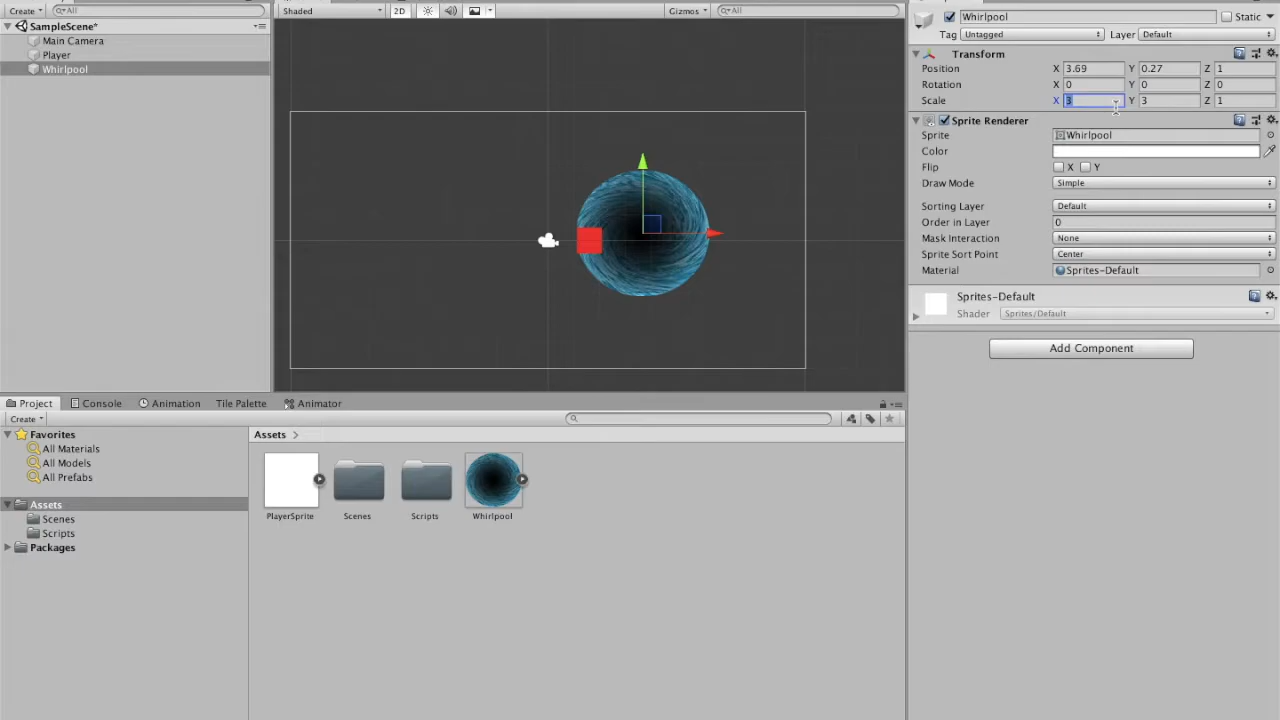 Create
All
SampleScene*
Main Camera
Player
Whirlpool
Shaded
2D
Gizmos
All
Whirlpool
Static
Tag Untagged
Layer Default
Transform
Position X 3.69 Y 0.27 Z 1
Rotation X 0 Y 0 Z 0
Scale X 3 Y 3 Z 1
Sprite Renderer
Sprite Whirlpool
Color
Flip X Y
Draw Mode Simple
Sorting Layer Default
Order in Layer 0
Mask Interaction None
Sprite Sort Point Center
Material Sprites-Default
Sprites-Default
Shader Sprites/Default
Add Component
Project
Console
Animation
Tile Palette
Animator
Create
Favorites
All Materials
All Models
All Prefabs
Assets
Scenes
Scripts
Packages
Assets
PlayerSprite
Scenes
Scripts
Whirlpool